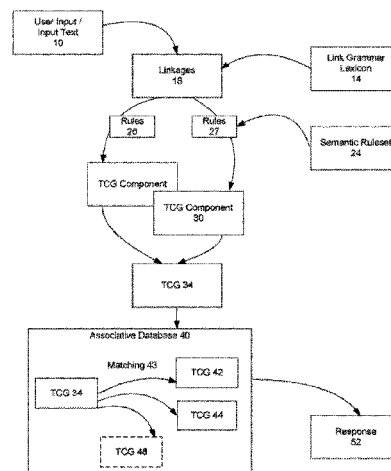 User Input /
Input Text
10
Linkages
18
Link Grammar
Lexicon
14
Rules
26
Rules
27
Semantic Ruleset
24
TCG Component
TCG Component
30
TCG 34
Associative Database 40
Matching 43
TCG 34
TCG 42
TCG 44
TCG 48
Response
52